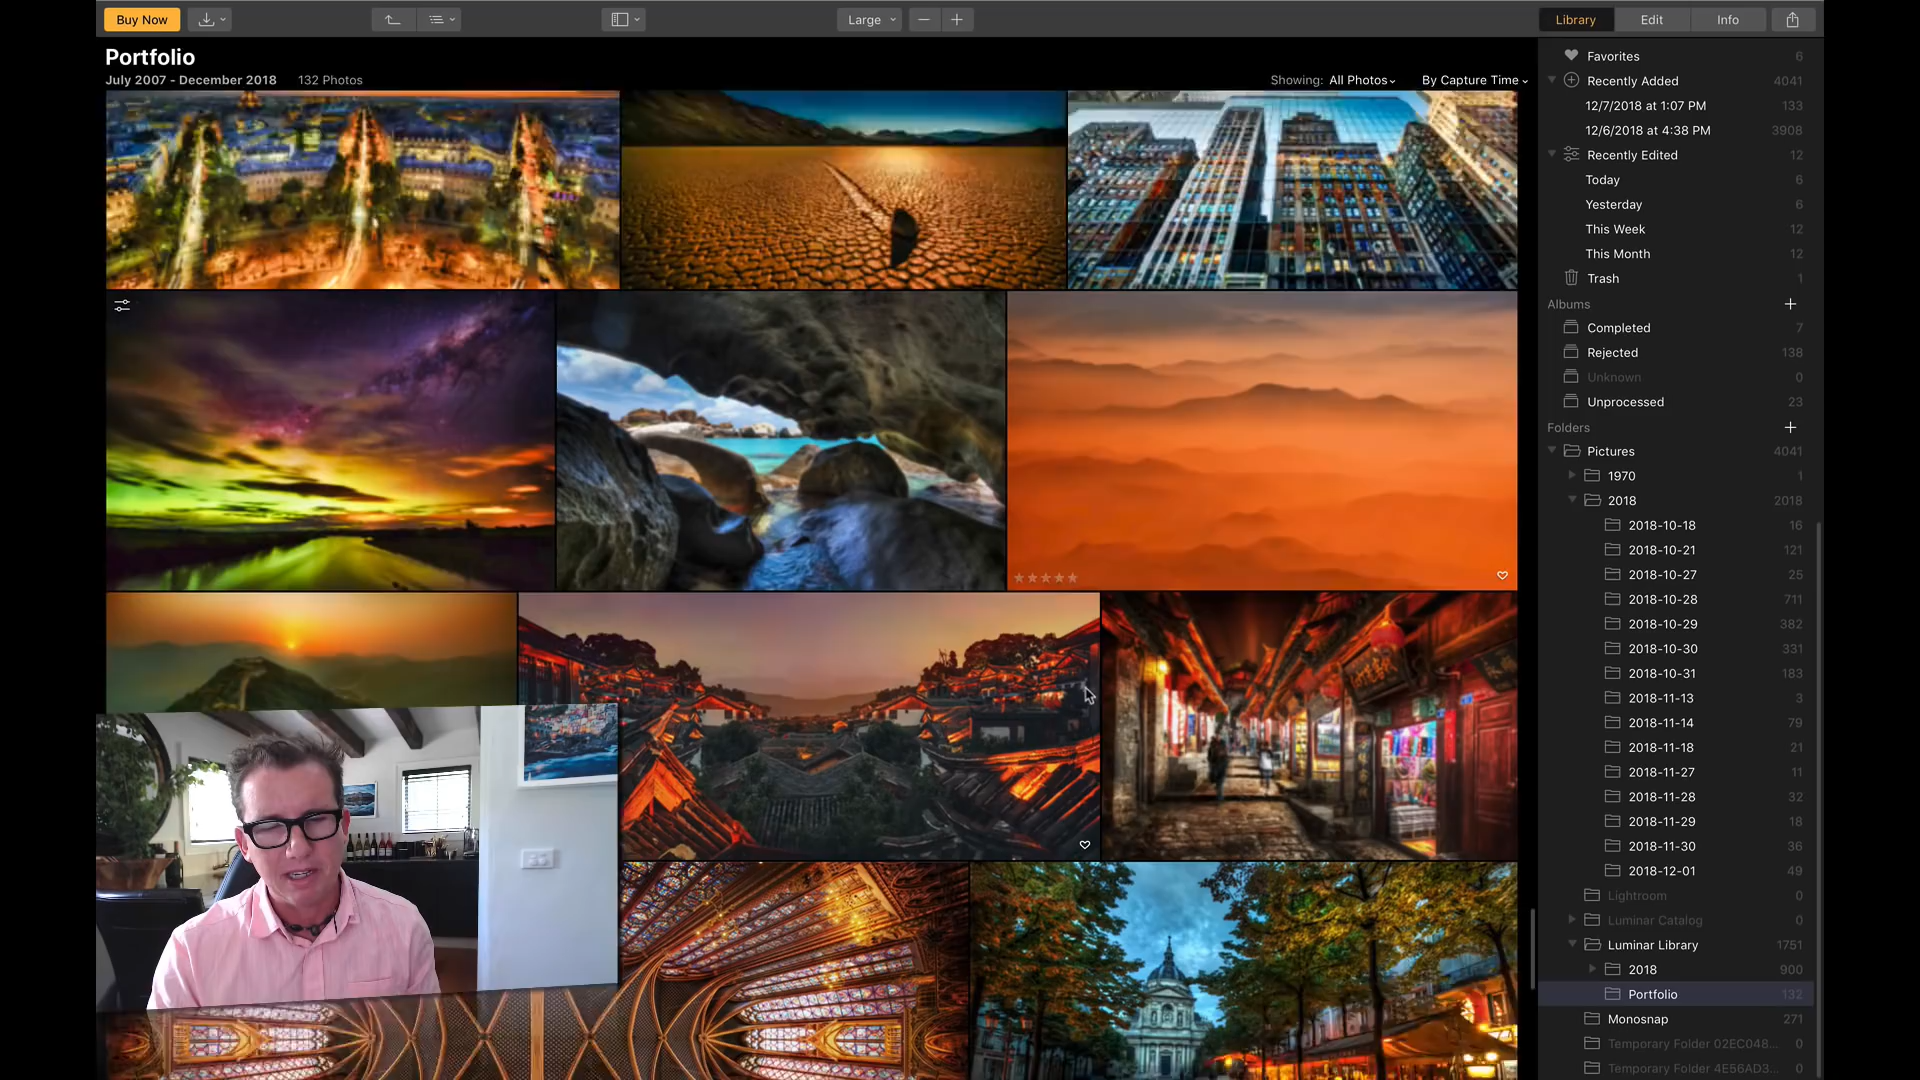 Buy Now
Large
Library
Edit
Info
Portfolio
July 2007 - December 2018
132 Photos
Showing:
All Photos
By Capture Time
Favorites
6
Recently Added
4041
12/7/2018 at 1:07 PM
133
12/6/2018 at 4:38 PM
3908
Recently Edited
12
Today
6
Yesterday
6
This Week
12
This Month
12
Trash
1
Albums
Completed
7
Rejected
138
Unknown
0
Unprocessed
23
Folders
Pictures
4041
1970
1
2018
2018
2018-10-18
16
2018-10-21
121
2018-10-27
25
2018-10-28
711
2018-10-29
382
2018-10-30
331
2018-10-31
183
2018-11-13
3
2018-11-14
79
2018-11-18
21
2018-11-27
11
2018-11-28
32
2018-11-29
18
2018-11-30
36
2018-12-01
49
Lightroom
0
Luminar Catalog
0
Luminar Library
1751
2018
900
Portfolio
132
Monosnap
271
Temporary Folder 02EC048...
0
Temporary Folder 4E56AD3...
0